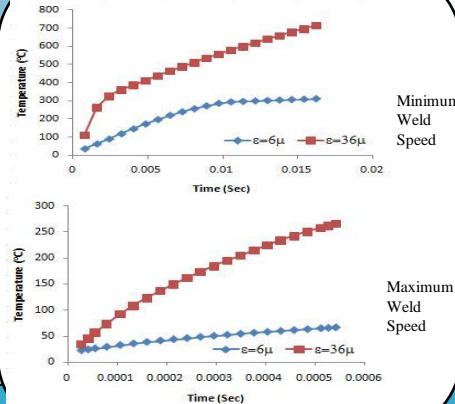 800
700
600
500
400
300
200
100
0
Temperature (℃)
0 0.005 0.01 0.015 0.02
Time (Sec)
ε=6µ ε=36µ
Minimum
Weld
Speed
300
250
200
150
100
50
0
Temperature (℃)
0 0.0001 0.0002 0.0003 0.0004 0.0005 0.0006
Time (Sec)
ε=6µ ε=36µ
Maximum
Weld
Speed